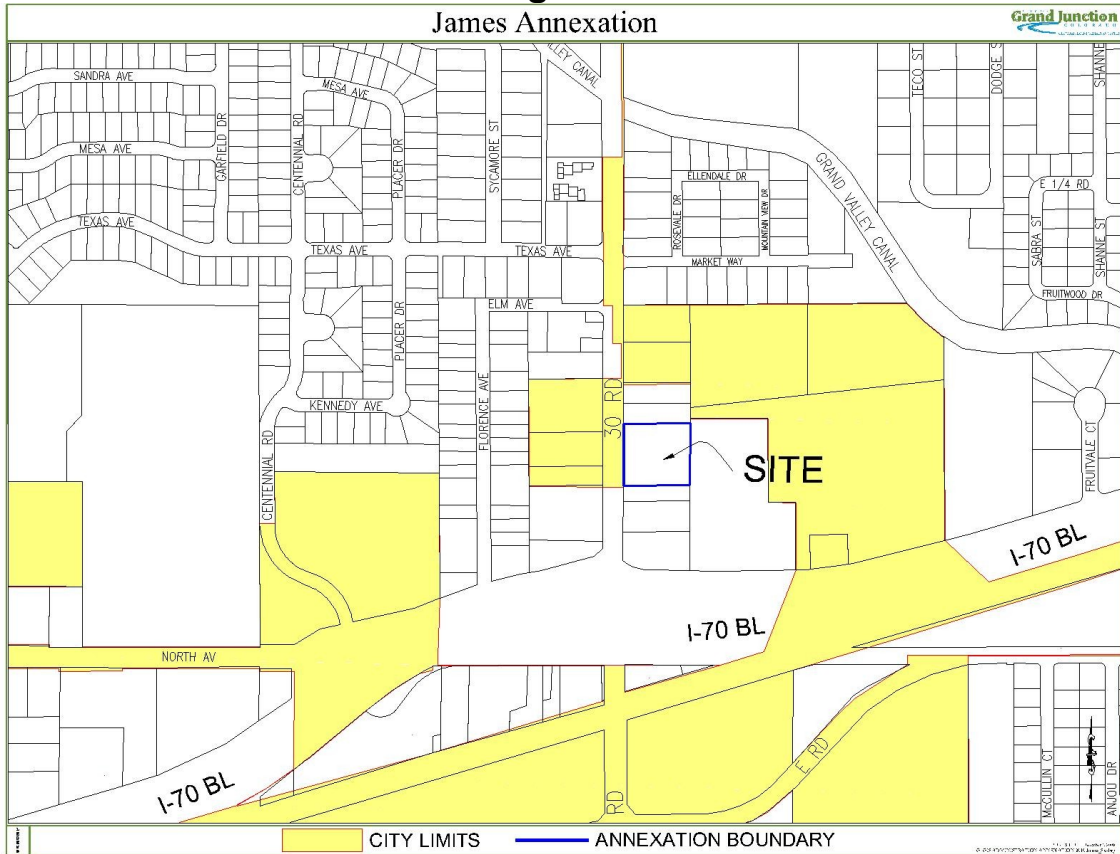 James Annexation
Grand Junction
COLORADO
SANDRA AVE
MESA AVE
TEXAS AVE
GARFIELD DR
CENTENNIAL RD
MESA AVE
PLACER DR
SYCAMORE ST
LLEY CANAL
TEXAS AVE
TEXAS AVE
ELM AVE
PLACER DR
KENNEDY AVE
CENTENNIAL RD
FLORENCE AVE
30 RD
ELLENDALE DR
ROSEVALE DR
MOUNTAIN VIEW DR
MARKET WAY
GRAND VALLEY CANAL
TECO ST
DODGE S
SHANNE
E 1/4 RD
SABRA ST
SHANNE ST
FRUITWOOD DR
FRUITVALE CT
SITE
I-70 BL
I-70 BL
NORTH AV
I-70 BL
RD
E RD
McCULLIN CT
ANJOU DR
CITY LIMITS
ANNEXATION BOUNDARY